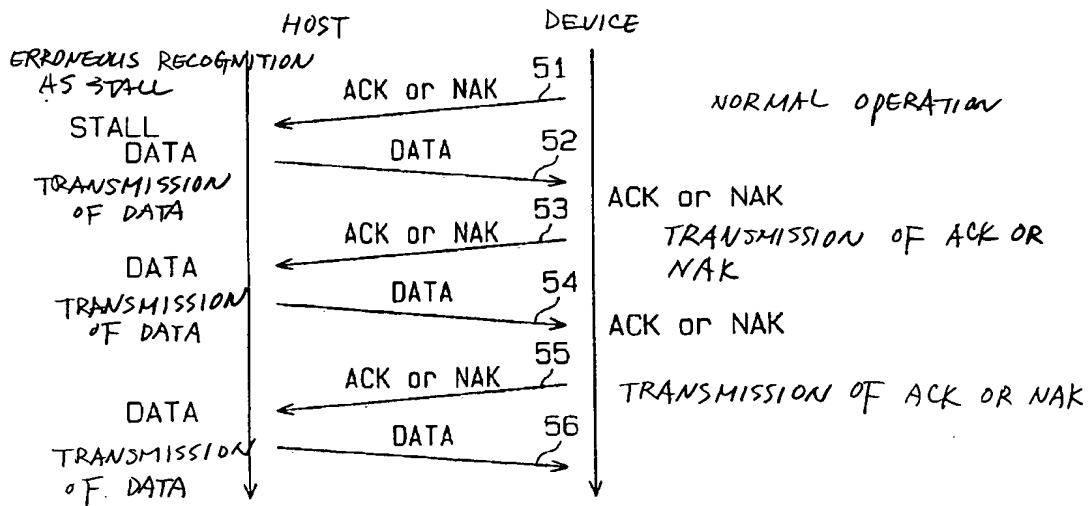 HOST
DEVICE
ERRONEOUS RECOGNITION
AS STALL
51
ACK or NAK
NORMAL OPERATION
STALL
DATA
DATA
52
TRANSMISSION
OF DATA
ACK or NAK
53
ACK or NAK
TRANSMISSION OF ACK OR
NAK
DATA
DATA
54
TRANSMISSION
OF DATA
ACK or NAK
55
ACK or NAK
TRANSMISSION OF ACK OR NAK
DATA
DATA
56
TRANSMISSION
OF. DATA